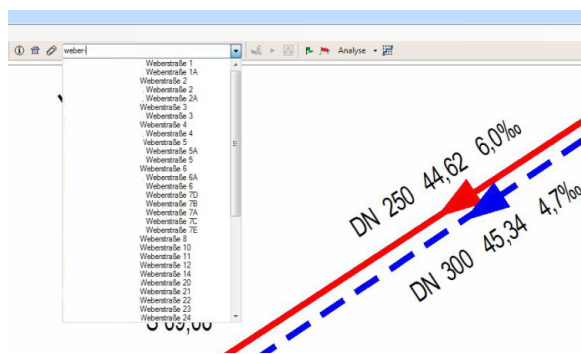 weber-
Analyse
Weberstraße 1
Weberstraße 1A
Weberstraße 2
. Weberstraße 2
. Weberstraße 2A
Weberstraße 3
Weberstraße 3
Weberstraße 4
. Weberstraße 4
Weberstraße 5
Weberstraße 5A
Weberstraße 5
Weberstraße 6
Weberstraße 6A
Weberstraße 6
Weberstraße 7D
Weberstraße 7B
Weberstraße 7A
Weberstraße 7C
Weberstraße 7E
Weberstraße 8
Weberstraße 10
Weberstraße 11
Weberstraße 12
Weberstraße 14
Weberstraße 20
Weberstraße 21
Weberstraße 22
Weberstraße 23
Weberstraße 24
DN 250 44,62 6,0‰
DN 300 45,34 4,7‰